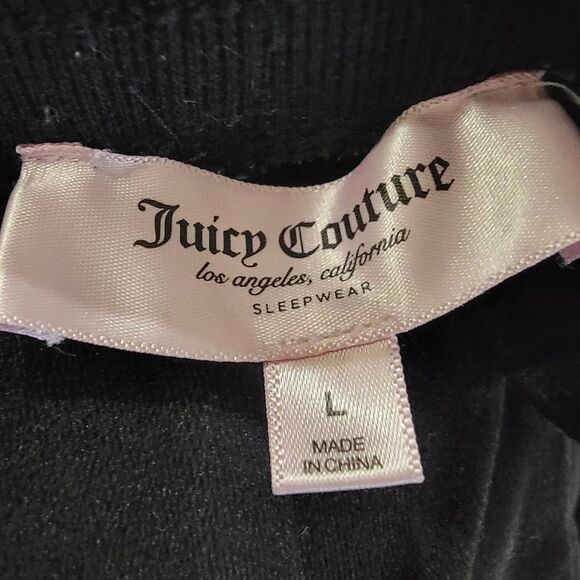 Juicy Couture
los angeles, california
SLEEPWEAR
L
MADE
IN CHINA